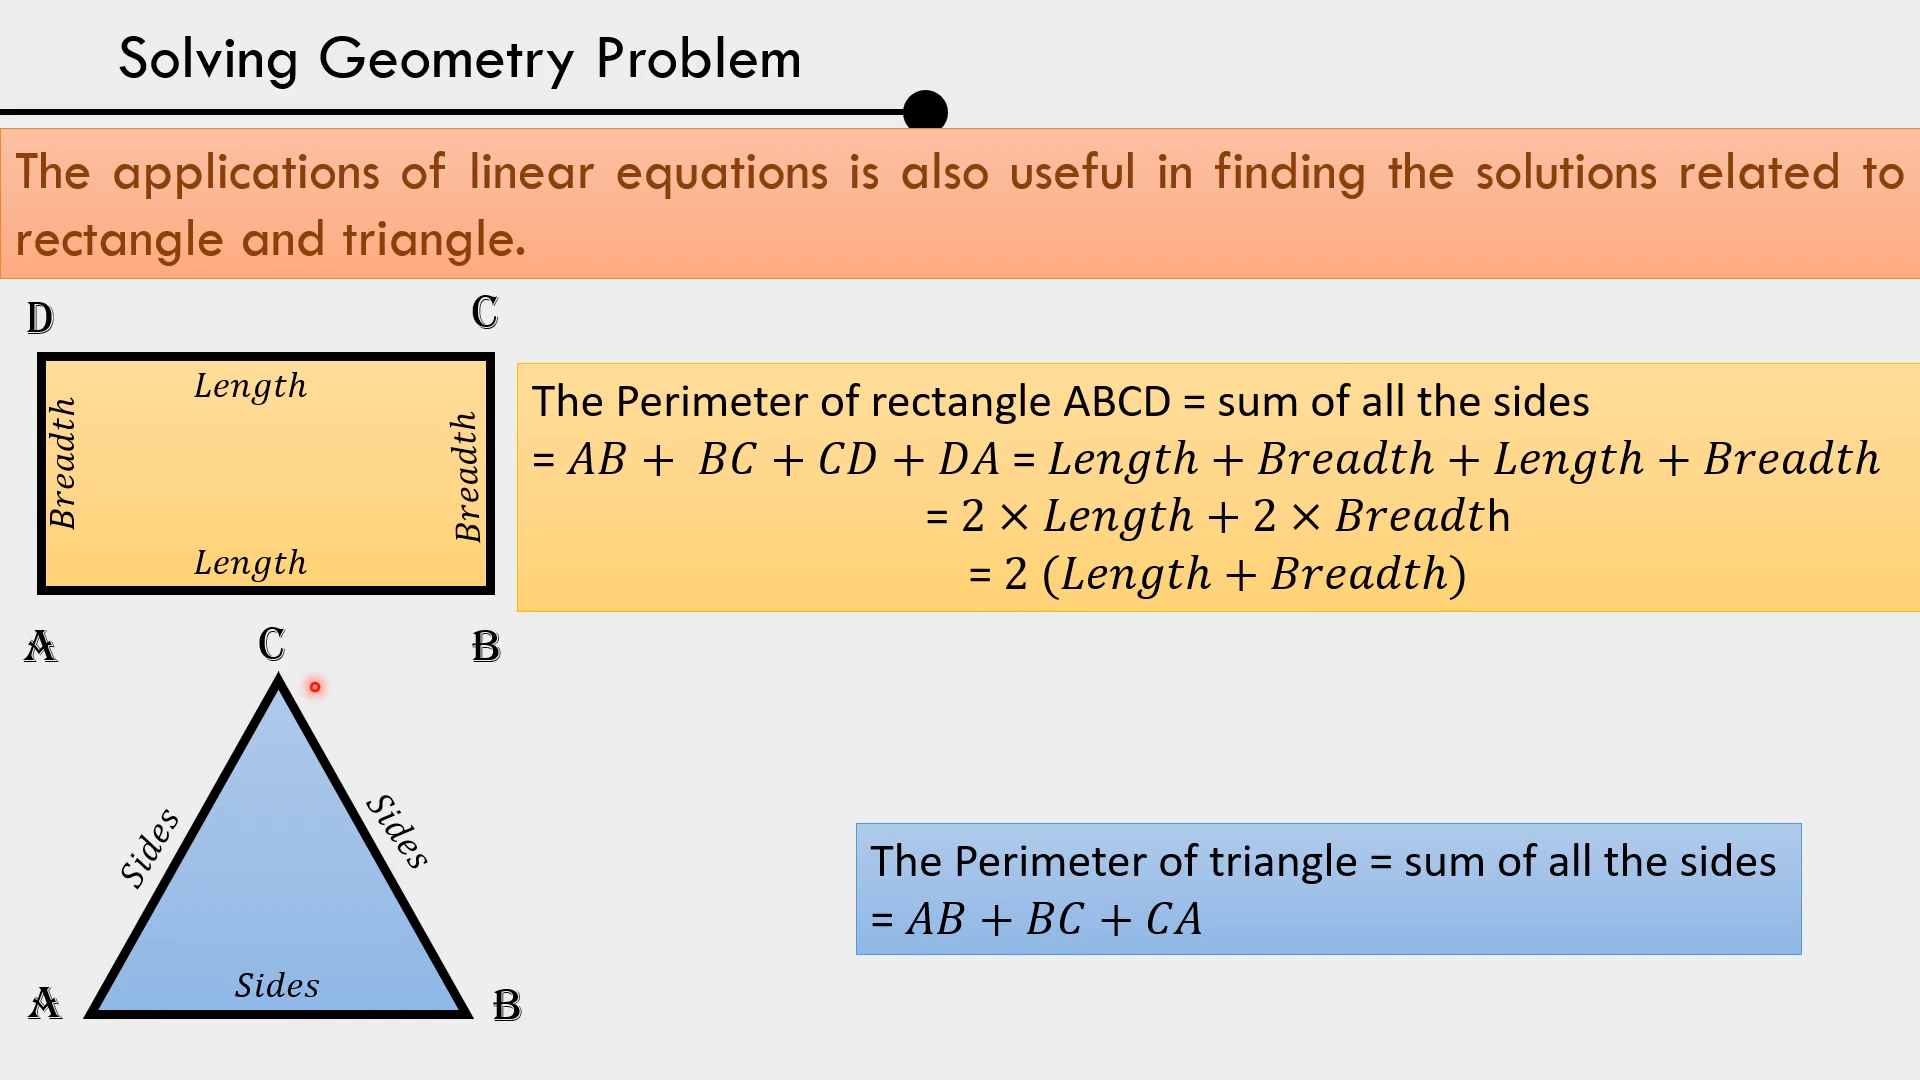 Solving Geometry Problem
The applications of linear equations is also useful in finding the solutions related to
rectangle and triangle.
D
C
Length
Breadth
Breadth
Length
A
B
The Perimeter of rectangle ABCD = sum of all the sides
= AB + BC + CD + DA = Length + Breadth + Length + Breadth
= 2 × Length + 2 × Breadth
= 2 (Length + Breadth)
C
Sides
Sides
Sides
A
B
The Perimeter of triangle = sum of all the sides
= AB + BC + CA